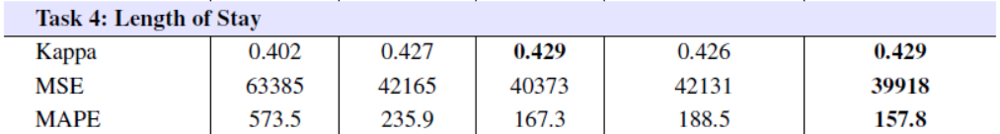 Task 4: Length of Stay
Kappa 0.402 0.427 0.429 0.426 0.429
MSE 63385 42165 40373 42131 39918
MAPE 573.5 235.9 167.3 188.5 157.8